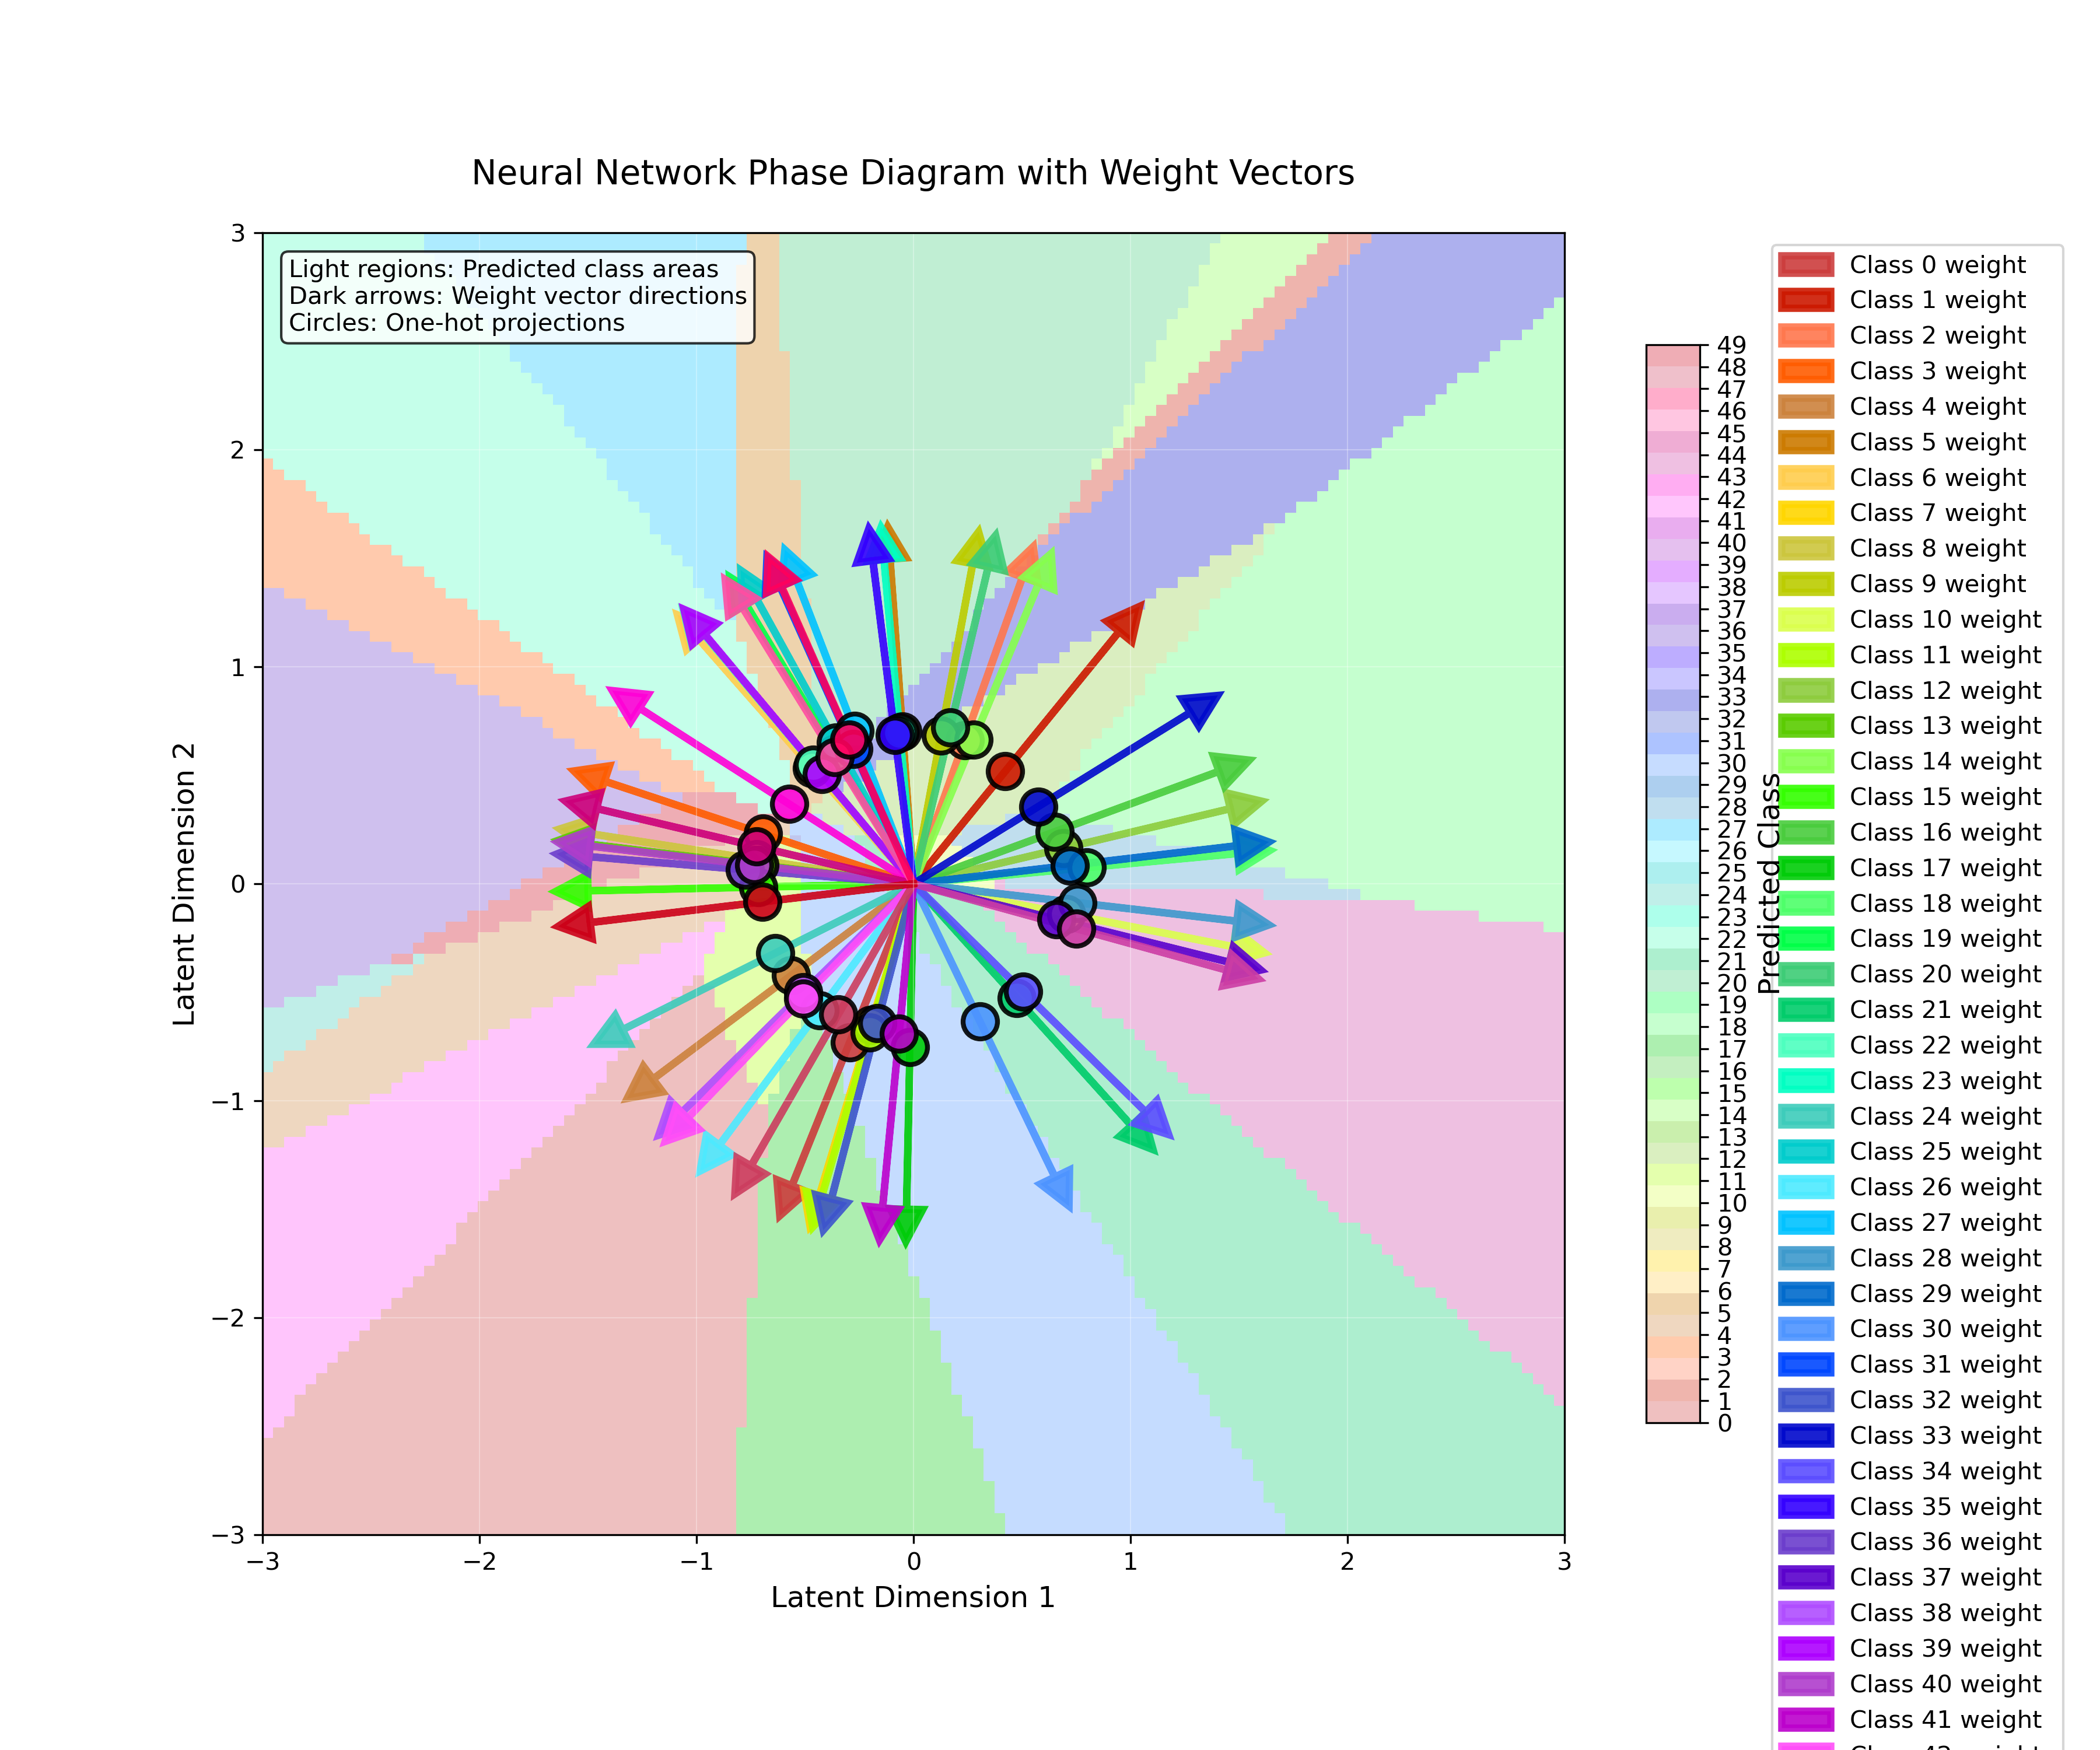 Neural Network Phase Diagram with Weight Vectors
Light regions: Predicted class areas
Dark arrows: Weight vector directions
Circles: One-hot projections
3
2
1
0
−1
−2
−3
Latent Dimension 2
−3
−2
−1
0
1
2
3
Latent Dimension 1
49
48
47
46
45
44
43
42
41
40
39
38
37
36
35
34
33
32
31
30
29
28
27
26
25
24
23
22
21
20
19
18
17
16
15
14
13
12
11
10
9
8
7
6
5
4
3
2
1
0
Predicted Class
Class 0 weight
Class 1 weight
Class 2 weight
Class 3 weight
Class 4 weight
Class 5 weight
Class 6 weight
Class 7 weight
Class 8 weight
Class 9 weight
Class 10 weight
Class 11 weight
Class 12 weight
Class 13 weight
Class 14 weight
Class 15 weight
Class 16 weight
Class 17 weight
Class 18 weight
Class 19 weight
Class 20 weight
Class 21 weight
Class 22 weight
Class 23 weight
Class 24 weight
Class 25 weight
Class 26 weight
Class 27 weight
Class 28 weight
Class 29 weight
Class 30 weight
Class 31 weight
Class 32 weight
Class 33 weight
Class 34 weight
Class 35 weight
Class 36 weight
Class 37 weight
Class 38 weight
Class 39 weight
Class 40 weight
Class 41 weight